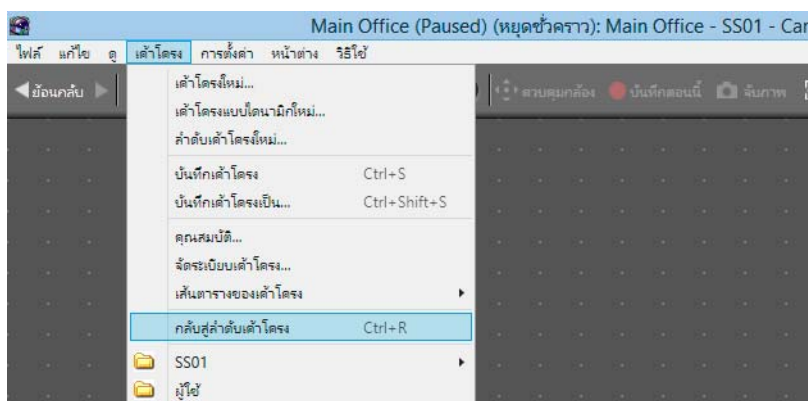 Main Office (Paused) (หยุดชั่วคราว): Main Office - SS01 - Car
ไฟล์ แก้ไข ดู เค้าโครง การตั้งค่า หน้าต่าง วิธีใช้
ย้อนกลับ ควบคุมกล้อง บันทึกตอนนี้ จับภาพ
เค้าโครงใหม่...
เค้าโครงแบบไดนามิกใหม่...
ลำดับเค้าโครงใหม่...
บันทึกเค้าโครง Ctrl+S
บันทึกเค้าโครงเป็น... Ctrl+Shift+S
คุณสมบัติ...
จัดระเบียบเค้าโครง...
เส้นตารางของเค้าโครง
กลับสู่ลำดับเค้าโครง Ctrl+R
SS01
ผู้ใช้